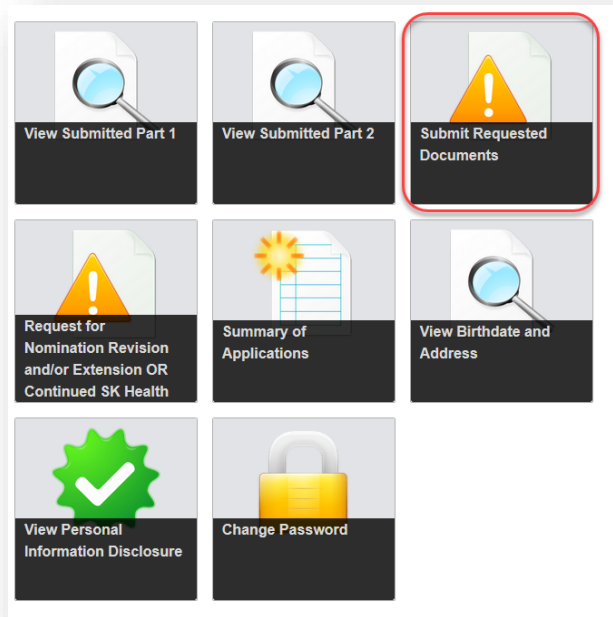 View Submitted Part 1
View Submitted Part 2
Submit Requested
Documents
Request for
Nomination Revision
and/or Extension OR
Continued SK Health
Summary of
Applications
View Birthdate and
Address
View Personal
Information Disclosure
Change Password